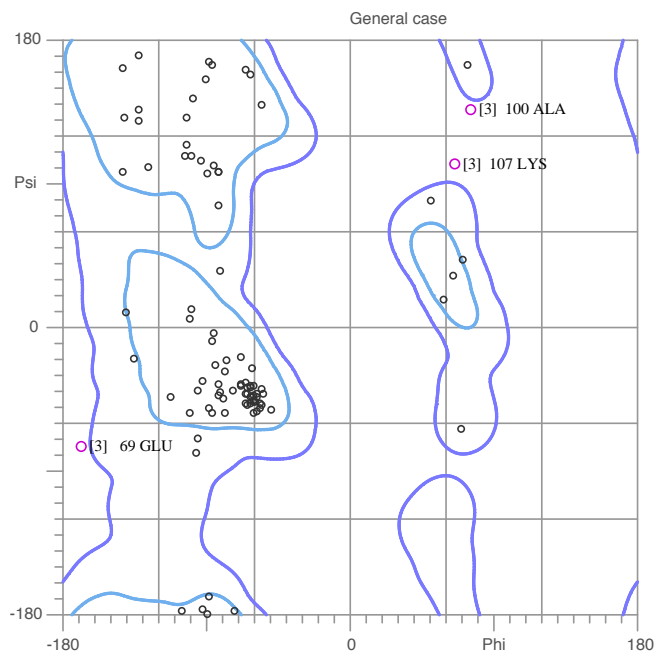 General case
180
[3] 100 ALA
[3] 107 LYS
Psi
0
[3] 69 GLU
-180
-180 0 Phi 180